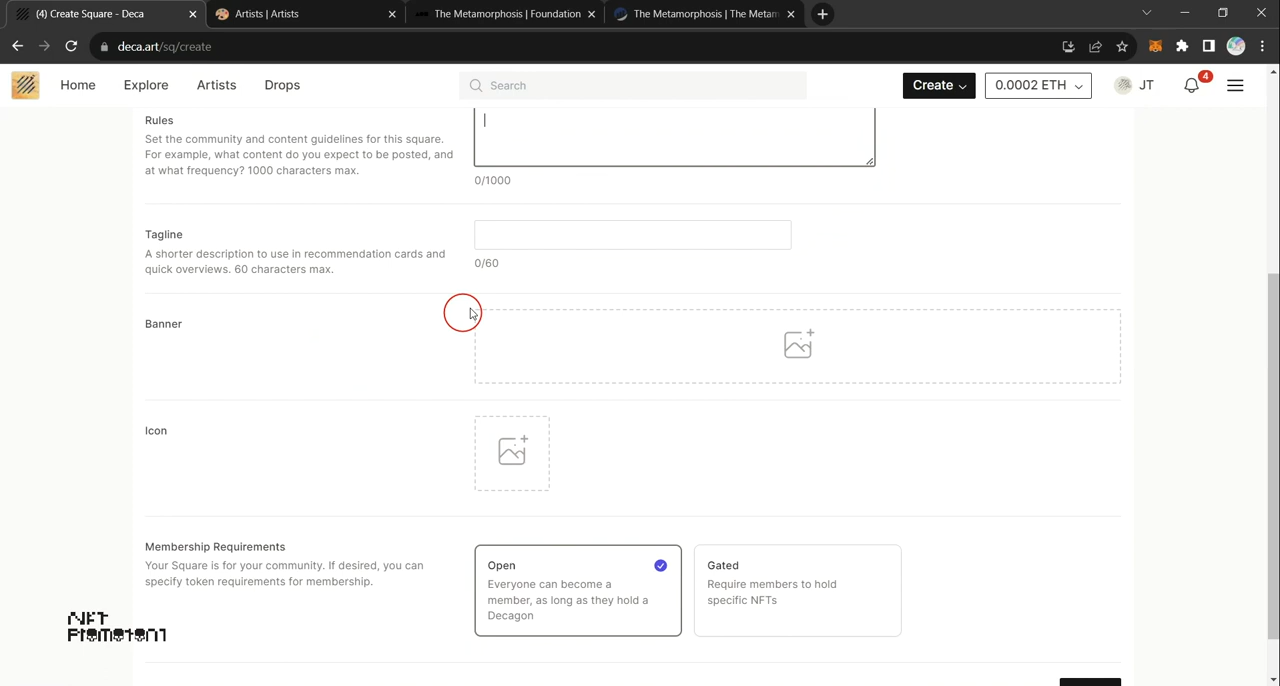 (4) Create Square - Deca
Artists | Artists
The Metamorphosis | Foundation
The Metamorphosis | The Metam
deca.art/sq/create
Home
Explore
Artists
Drops
Search
Create
0.0002 ETH
JT
4
Rules
Set the community and content guidelines for this square.
For example, what content do you expect to be posted, and
at what frequency? 1000 characters max.
0/1000
Tagline
A shorter description to use in recommendation cards and
quick overviews. 60 characters max.
0/60
Banner
Icon
Membership Requirements
Your Square is for your community. If desired, you can
specify token requirements for membership.
Open
Everyone can become a
member, as long as they hold a
Decagon
Gated
Require members to hold
specific NFTs
NFT